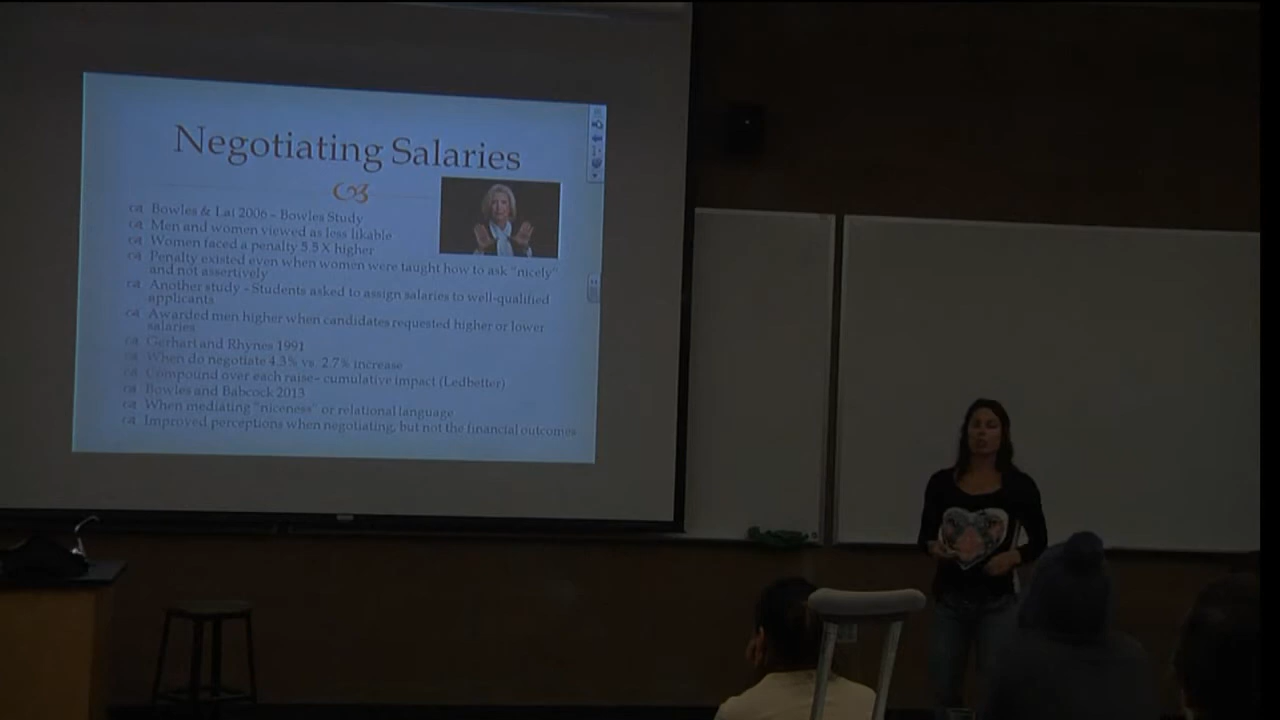 Negotiating Salaries
Bowles & Lai 2006 – Bowles Study
Men and women viewed as less likable
Women faced a penalty 5.5 X higher
Penalty existed even when women were taught how to ask "nicely"
and not assertively
Another study – Students asked to assign salaries to well-qualified
applicants
Awarded men higher when candidates requested higher or lower
salaries
Gerhart and Rhynes 1991
When do negotiate 4.3% vs. 2.7% increase
Compound over each raise– cumulative impact (Ledbetter)
Bowles and Babcock 2013
When mediating "niceness" or relational language
Improved perceptions when negotiating, but not the financial outcomes